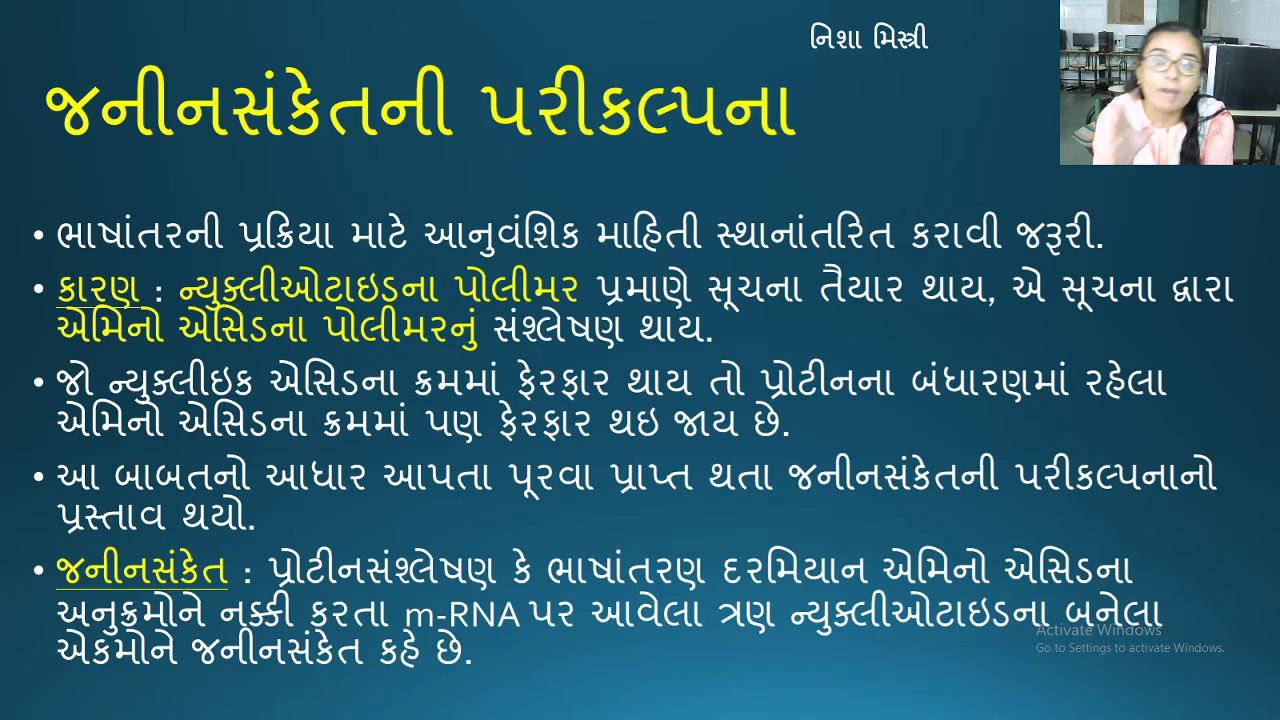 નિશા મિસ્ત્રી
જનીનસંકેતની પરીકલ્પના
• ભાષાંતરની પ્રક્રિયા માટે આનુવંશિક માહિતી સ્થાનાંતરિત કરાવી જરૂરી.
• કારણ : ન્યુક્લીઓટાઇડના પોલીમર પ્રમાણે સૂચના તૈયાર થાય, એ સૂચના દ્વારા
એમિનો એસિડના પોલીમરનું સંશ્લેષણ થાય.
• જો ન્યુક્લીઇક એસિડના ક્રમમાં ફેરફાર થાય તો પ્રોટીનના બંધારણમાં રહેલા
એમિનો એસિડના ક્રમમાં પણ ફેરફાર થઇ જાય છે.
• આ બાબતનો આધાર આપતા પૂરવા પ્રાપ્ત થતા જનીનસંકેતની પરીકલ્પનાનો
પ્રસ્તાવ થયો.
• જનીનસંકેત : પ્રોટીનસંશ્લેષણ કે ભાષાંતરણ દરમિયાન એમિનો એસિડના
અનુક્રમોને નક્કી કરતા m-RNA પર આવેલા ત્રણ ન્યુક્લીઓટાઇડના બનેલા
એકમોને જનીનસંકેત કહે છે.
Activate Windows
Go to Settings to activate Windows.